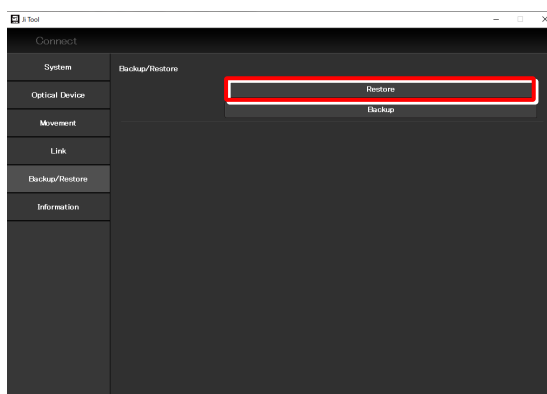 Ji Tool
Connect
System
Optical Device
Movement
Link
Backup/Restore
Information
Backup/Restore
Restore
Backup